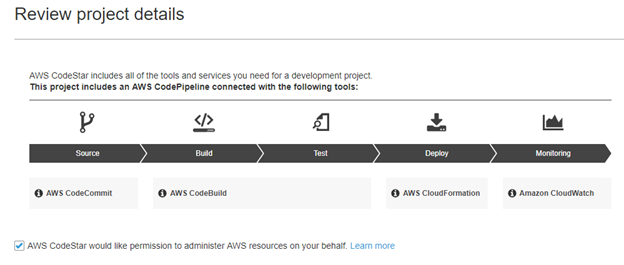 Review project details
AWS CodeStar includes all of the tools and services you need for a development project.
This project includes an AWS CodePipeline connected with the following tools:
Source Build Test Deploy Monitoring
AWS CodeCommit AWS CodeBuild AWS CloudFormation Amazon CloudWatch
AWS CodeStar would like permission to administer AWS resources on your behalf. Learn more